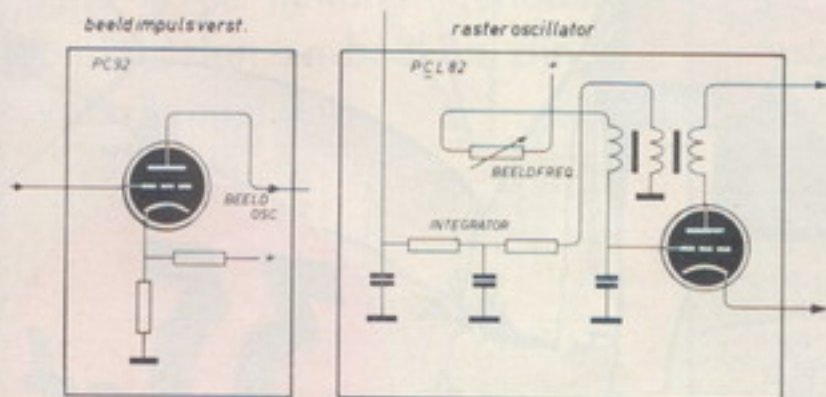 beeldimpulsverst.
rasteroscillator
PC92
PCL82
+
BEELDFREQ.
BEELD
OSC
INTEGRATOR
+